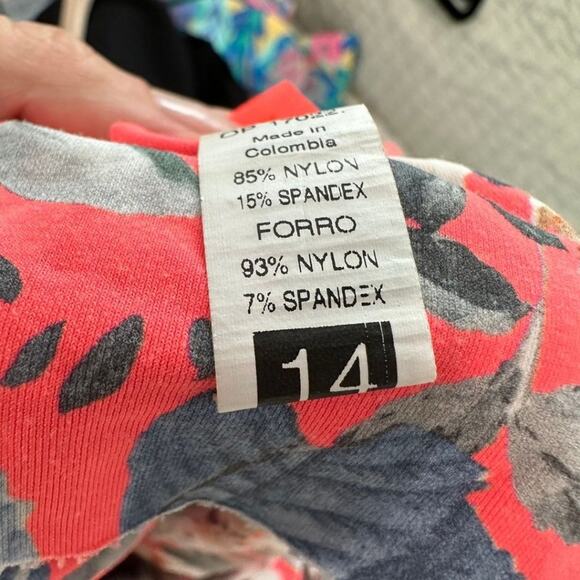 Made in
Colombia
85% NYLON
15% SPANDEX
FORRO
93% NYLON
7% SPANDEX
14